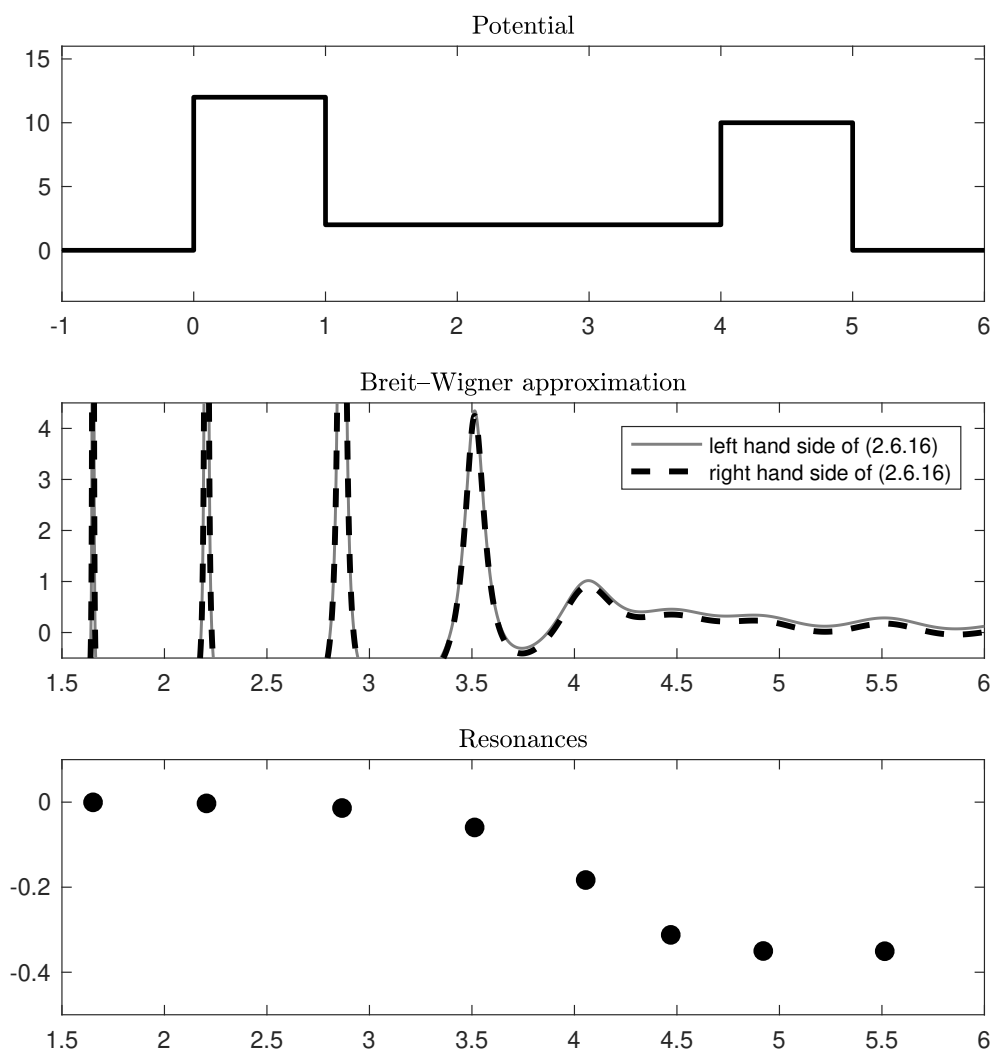 Potential
15
10
5
0
-1 0 1 2 3 4 5 6
Breit–Wigner approximation
4
3
2
1
0
left hand side of (2.6.16)
right hand side of (2.6.16)
1.5 2 2.5 3 3.5 4 4.5 5 5.5 6
Resonances
0
-0.2
-0.4
1.5 2 2.5 3 3.5 4 4.5 5 5.5 6